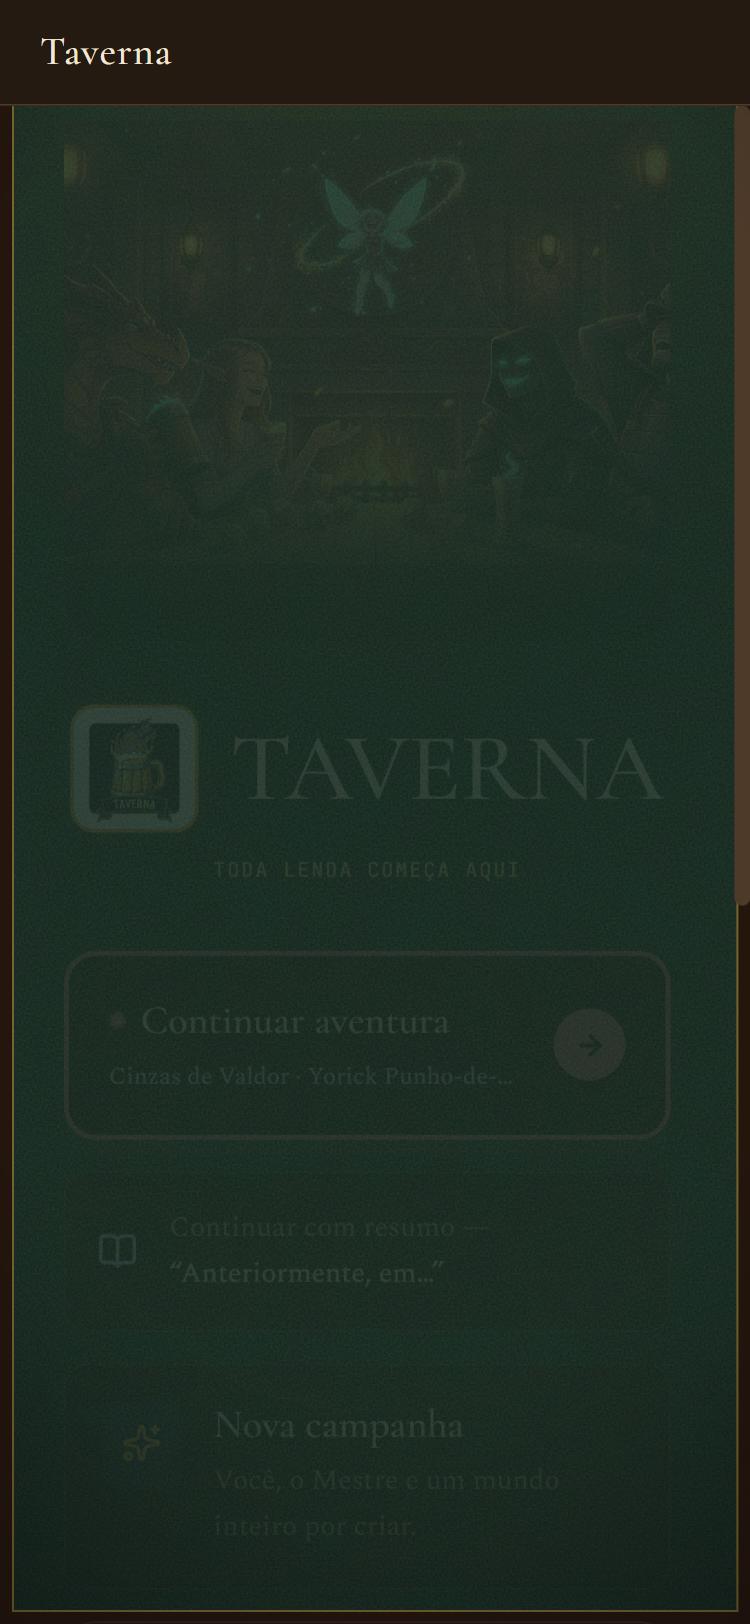 Taverna
TAVERNA
TAVERNA
TODA LENDA COMEÇA AQUI
Continuar aventura
Cinzas de Valdor · Yorick Punho-de-...
Continuar com resumo —
“Anteriormente, em...”
Nova campanha
Você, o Mestre e um mundo
inteiro por criar.